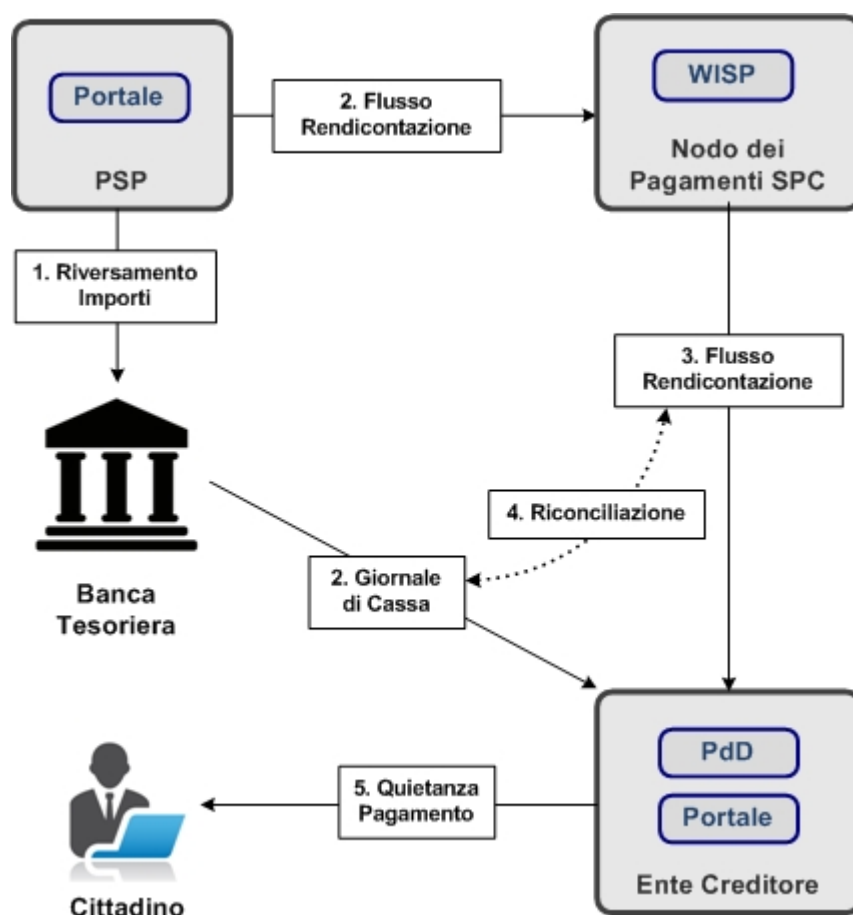 Portale
PSP
2. Flusso
Rendicontazione
WISP
Nodo dei
Pagamenti SPC
1. Riversamento
Importi
3. Flusso
Rendicontazione
4. Riconciliazione
2. Giornale
di Cassa
Banca
Tesoriera
PdD
Portale
Ente Creditore
5. Quietanza
Pagamento
Cittadino